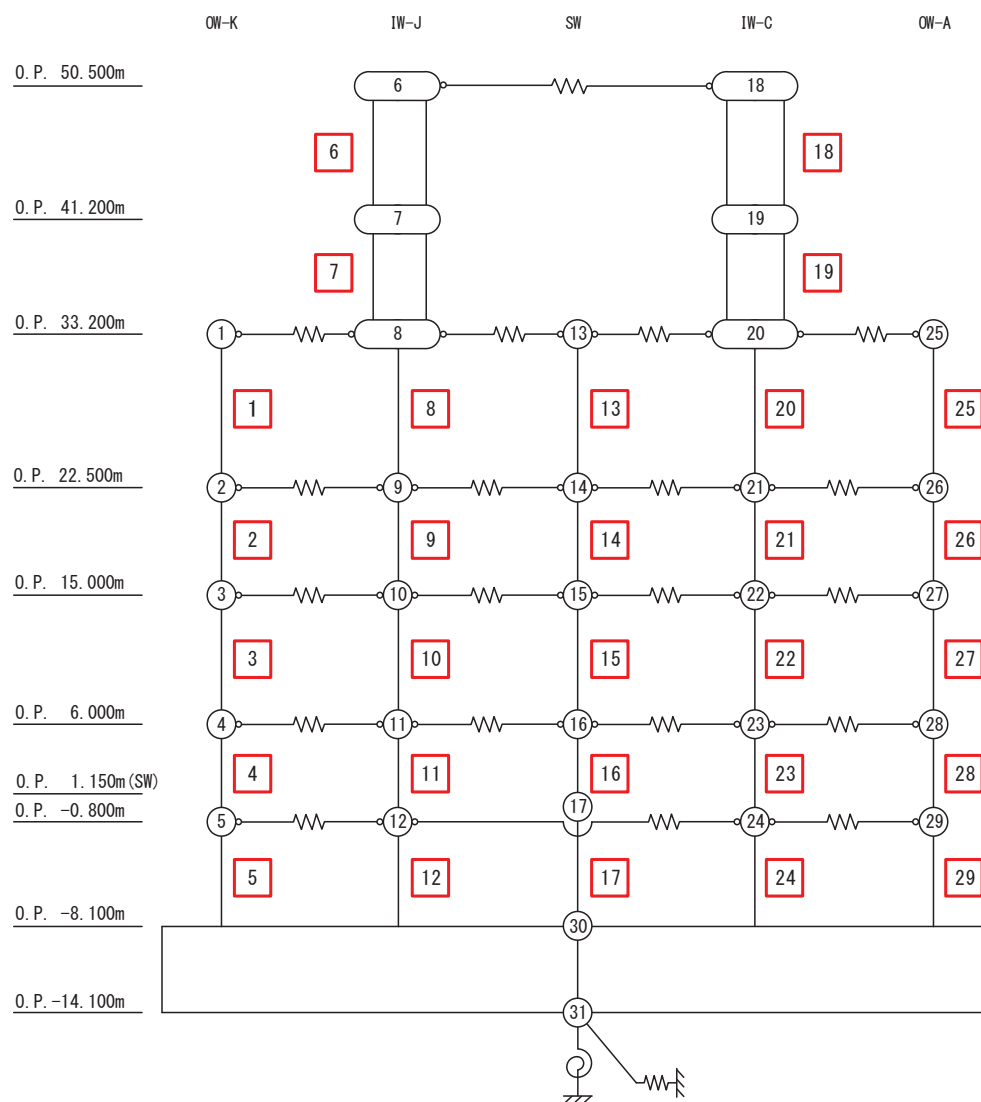 OW-K IW-J SW IW-C OW-A
O.P. 50.500m 6 18
6 18
O.P. 41.200m 7 19
7 19
O.P. 33.200m 1 8 13 20 25
1 8 13 20 25
O.P. 22.500m 2 9 14 21 26
2 9 14 21 26
O.P. 15.000m 3 10 15 22 27
3 10 15 22 27
O.P. 6.000m 4 11 16 23 28
4 11 16 23 28
O.P. 1.150m(SW) 17
O.P. -0.800m 5 12 24 29
5 12 17 24 29
O.P. -8.100m 30
O.P.-14.100m 31